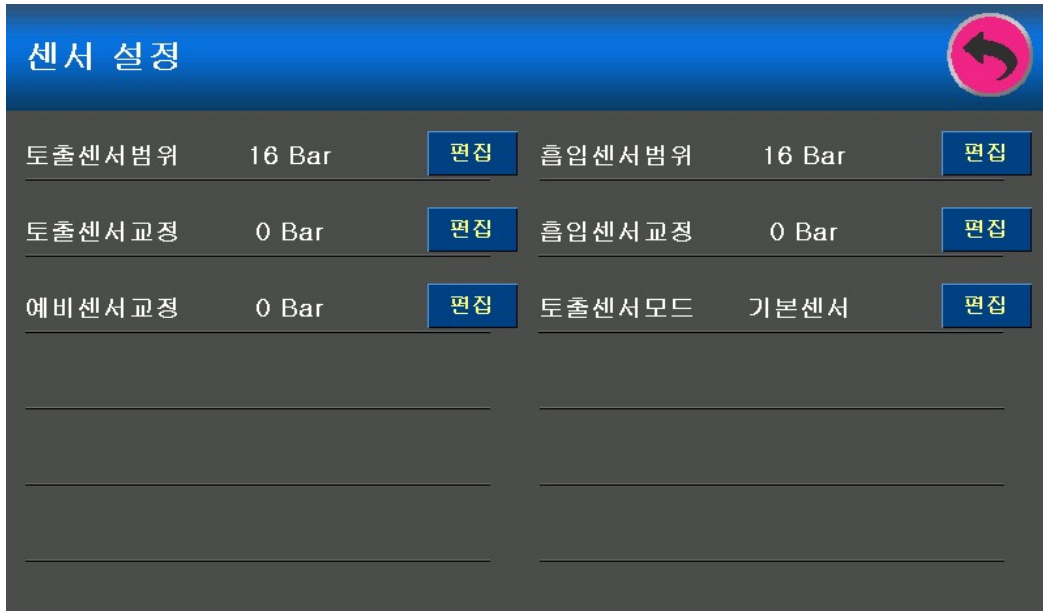 센서 설정
토출센서범위 16 Bar 편집 흡입센서범위 16 Bar 편집
토출센서교정 0 Bar 편집 흡입센서교정 0 Bar 편집
예비센서교정 0 Bar 편집 토출센서모드 기본센서 편집